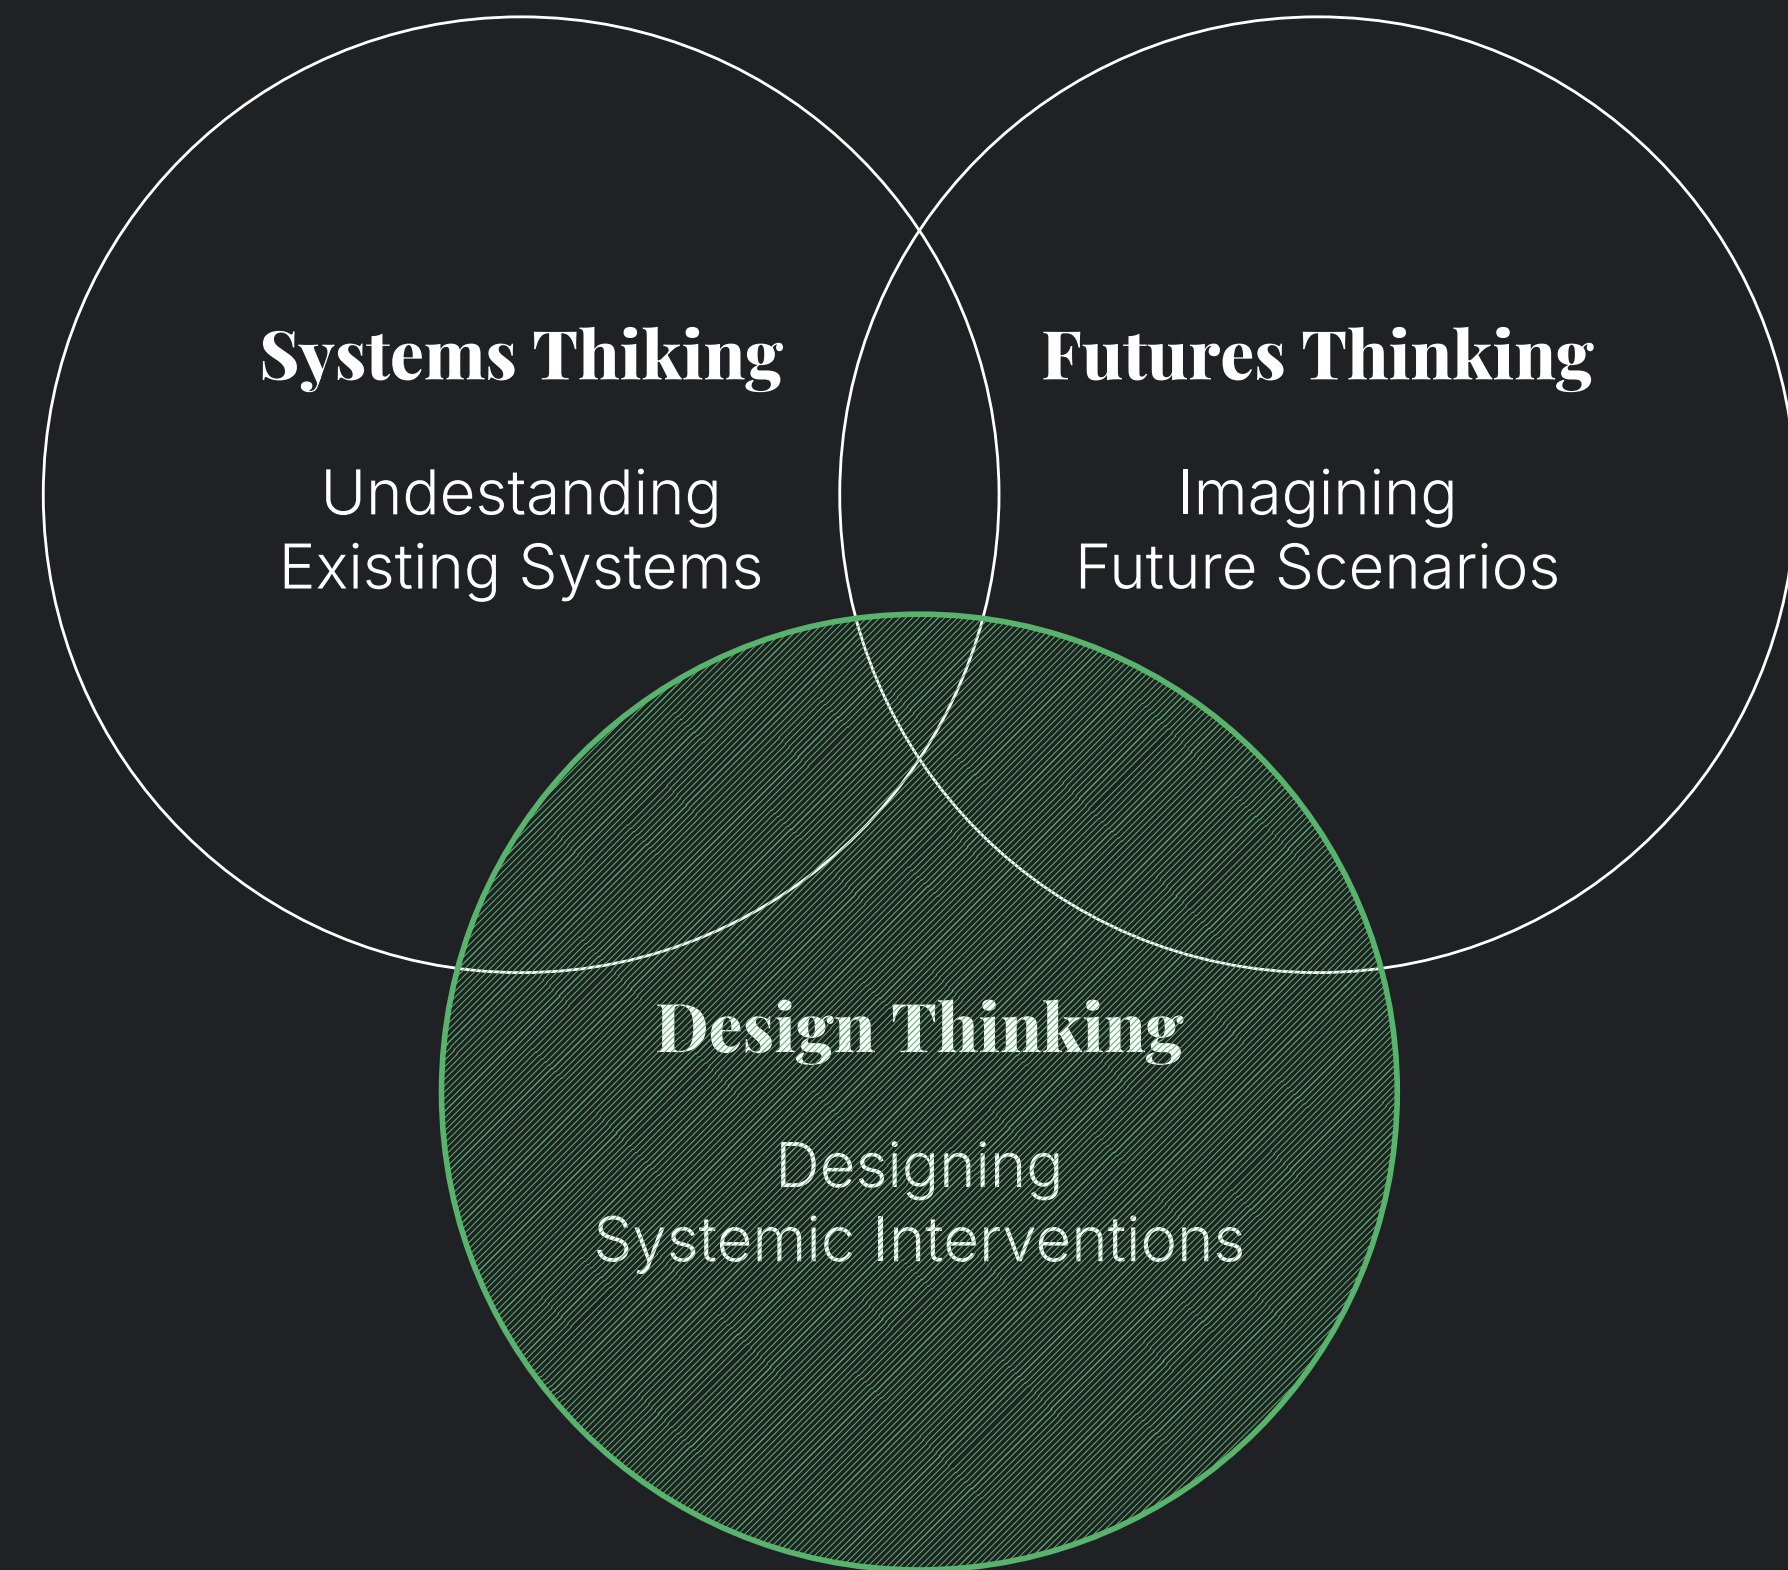 Systems Thiking
Undestanding
Existing Systems
Futures Thinking
Imagining
Future Scenarios
Design Thinking
Designing
Systemic Interventions